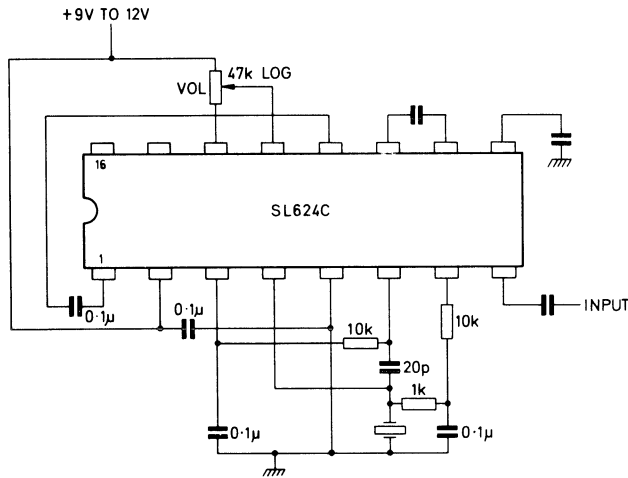 +9V TO 12V
47k LOG
VOL
16
SL624C
1
0·1µ
0·1µ
10k
10k
INPUT
20p
1k
0·1µ
0·1µ